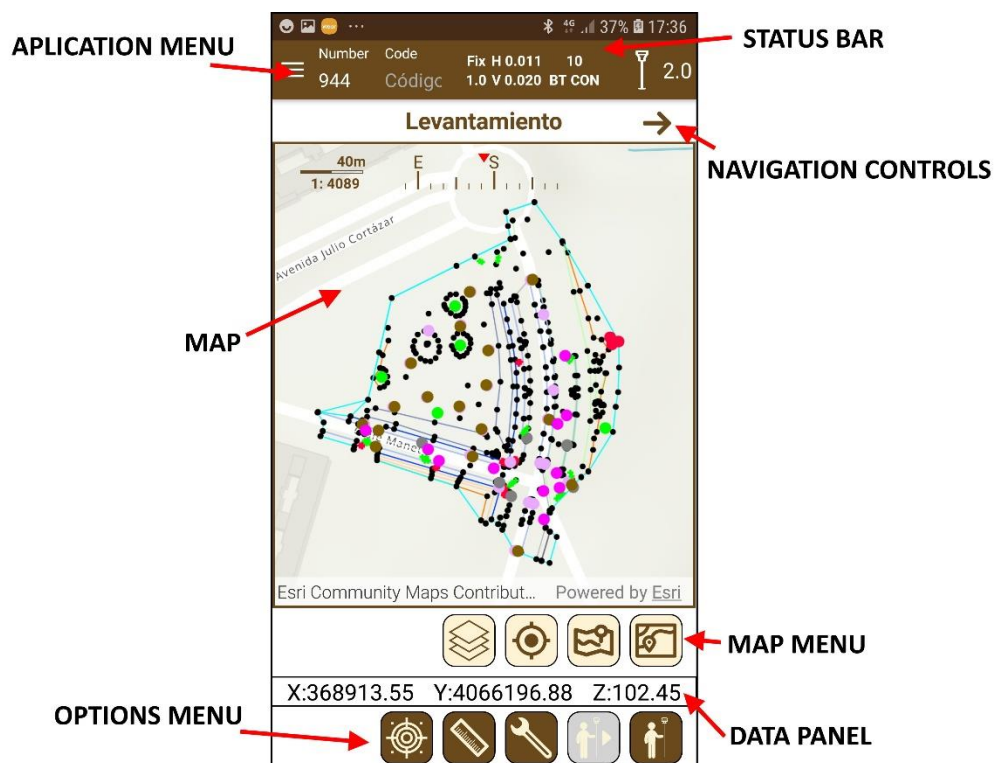 37% 17:36
APLICATION MENU
STATUS BAR
Number Code
944 Códigc
Fix H 0.011 10
1.0 V 0.020 BT CON
2.0
Levantamiento
NAVIGATION CONTROLS
40m
1: 4089
E S
Avenida Julio Cortázar
MAP
Manet
Esri Community Maps Contribut... Powered by Esri
MAP MENU
X:368913.55 Y:4066196.88 Z:102.45
OPTIONS MENU
DATA PANEL